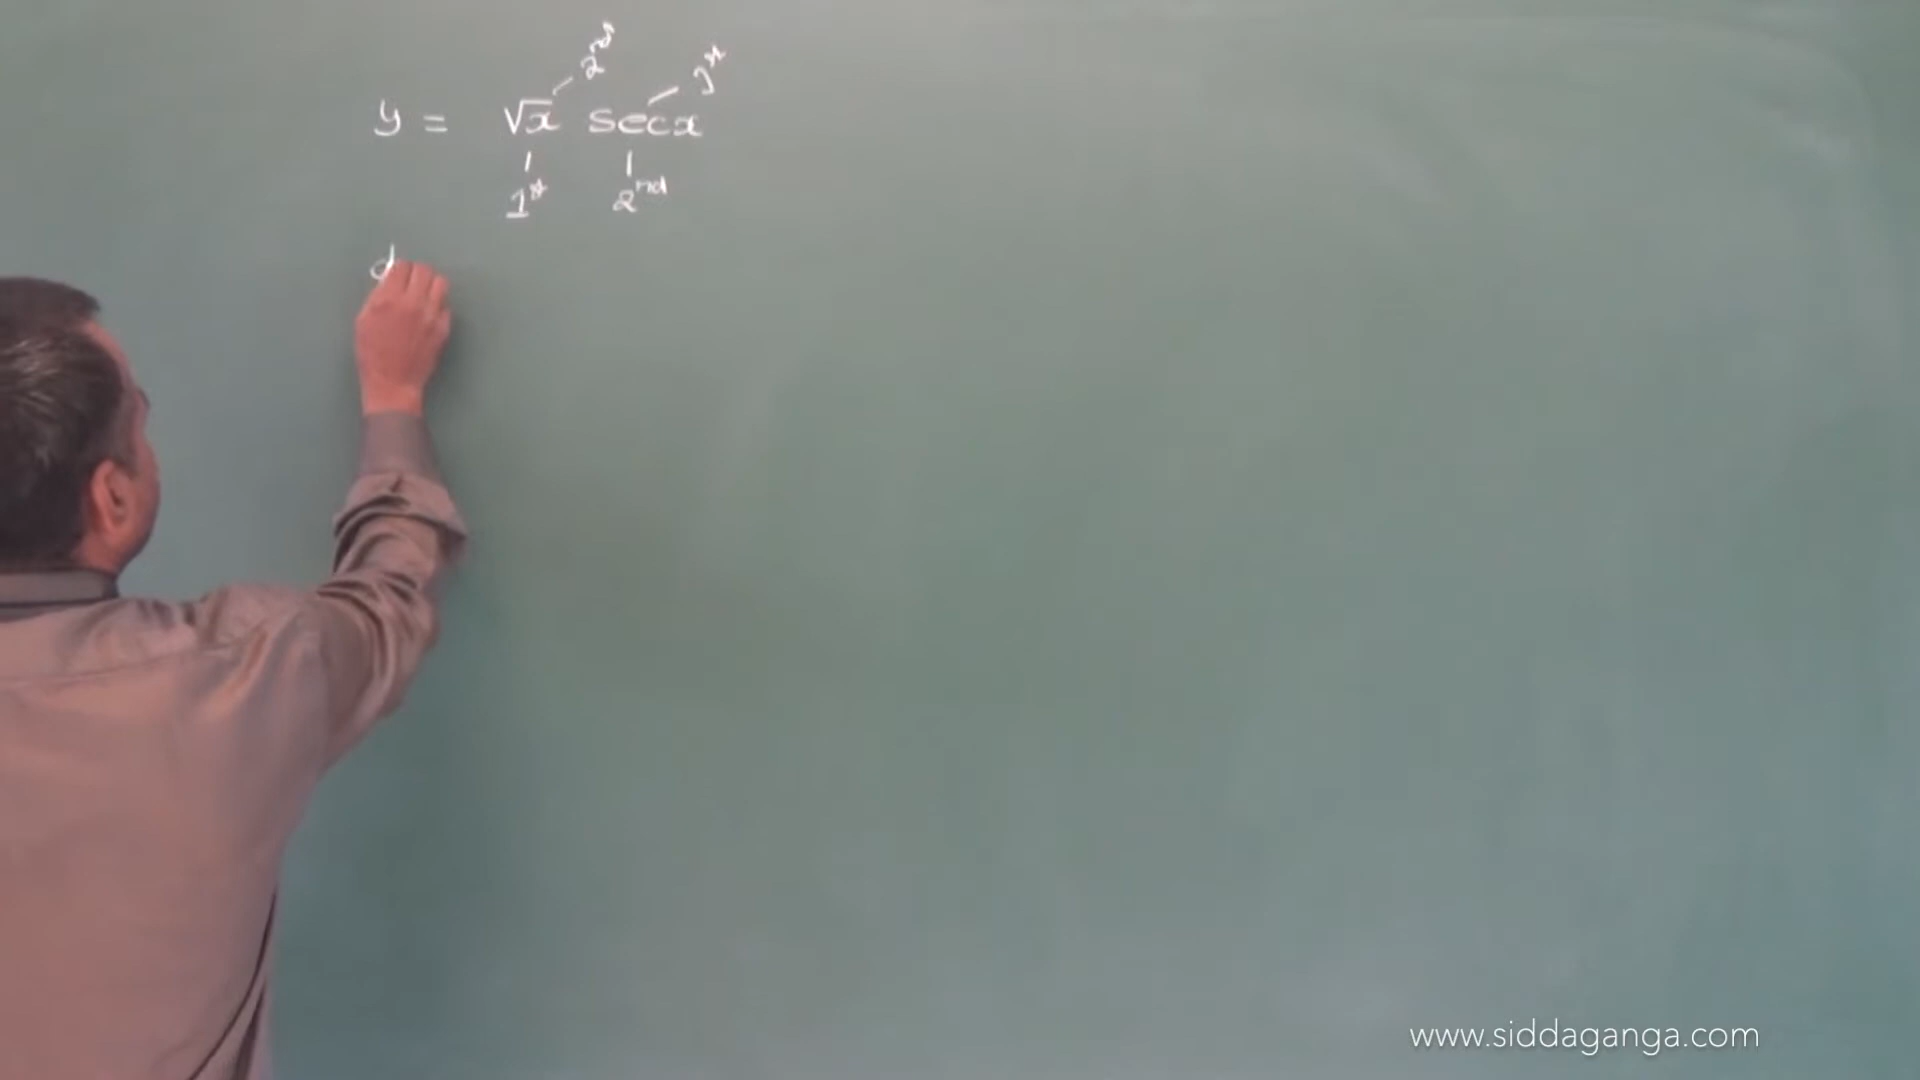 2nd 1st
y = √x secx
1st 2nd
d
www.siddaganga.com